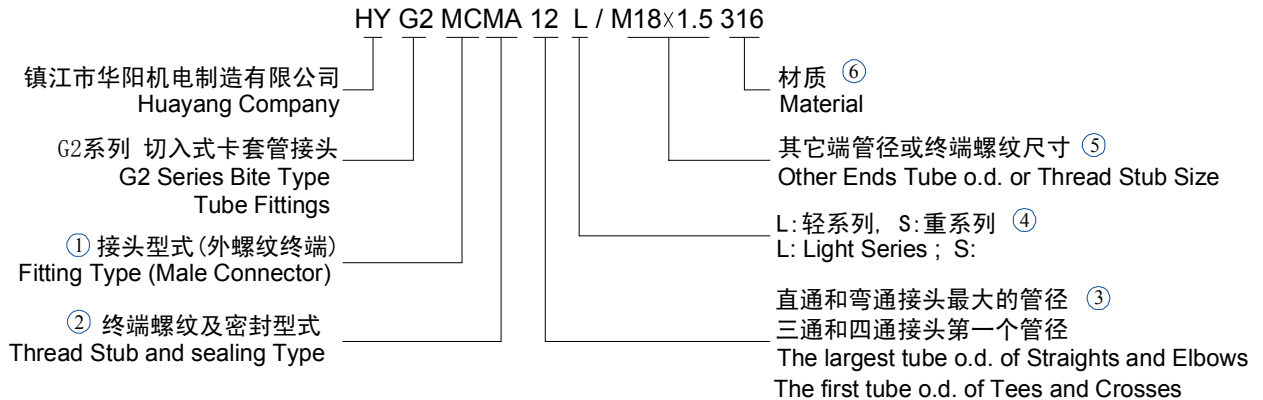 HY G2 MCMA 12 L / M18×1.5 316
镇江市华阳机电制造有限公司
Huayang Company
G2系列 切入式卡套管接头
G2 Series Bite Type
Tube Fittings
① 接头型式(外螺纹终端)
Fitting Type (Male Connector)
② 终端螺纹及密封型式
Thread Stub and sealing Type
材质 ⑥
Material
其它端管径或终端螺纹尺寸 ⑤
Other Ends Tube o.d. or Thread Stub Size
L:轻系列, S:重系列 ④
L: Light Series ; S:
直通和弯通接头最大的管径 ③
三通和四通接头第一个管径
The largest tube o.d. of Straights and Elbows
The first tube o.d. of Tees and Crosses